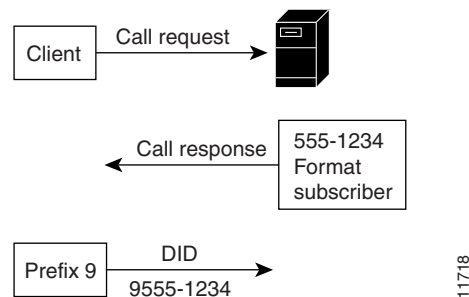 Client
Call request
Call response
555-1234
Format
subscriber
Prefix 9
DID
9555-1234
11718